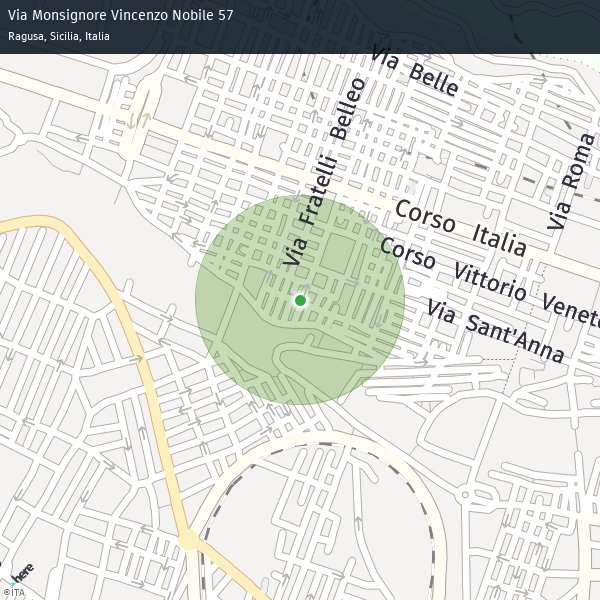 Via Monsignore Vincenzo Nobile 57
Ragusa, Sicilia, Italia
Via Belle
Via Fratelli Belleo
Via Roma
Corso Italia
Corso Vittorio Veneto
Via Sant'Anna
here
©ITA